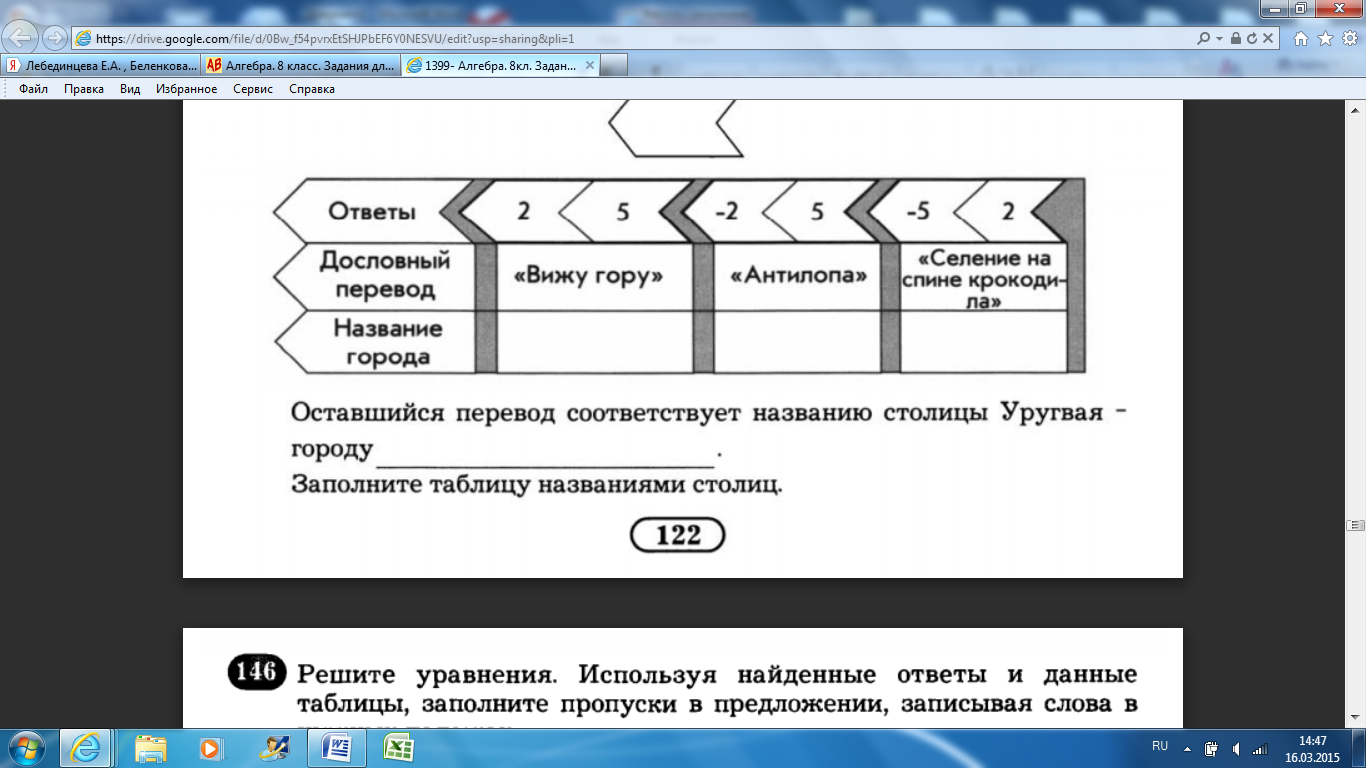 https://drive.google.com/file/d/0Bw_f54pvrxEtSHJPbEF6Y0NESVU/edit?usp=sharing&pli=1
Лебединцева Е.А. , Беленкова...
Алгебра. 8 класс. Задания дл...
1399- Алгебра. 8кл. Задан...
Файл Правка Вид Избранное Сервис Справка
Ответы 2 5 -2 5 -5 2
Дословный перевод «Вижу гору» «Антилопа» «Селение на спине крокоди-ла»
Название города
Оставшийся перевод соответствует названию столицы Уругвая –
городу ____________.
Заполните таблицу названиями столиц.
122
146 Решите уравнения. Используя найденные ответы и данные
таблицы, заполните пропуски в предложении, записывая слова в
RU 14:47
16.03.2015